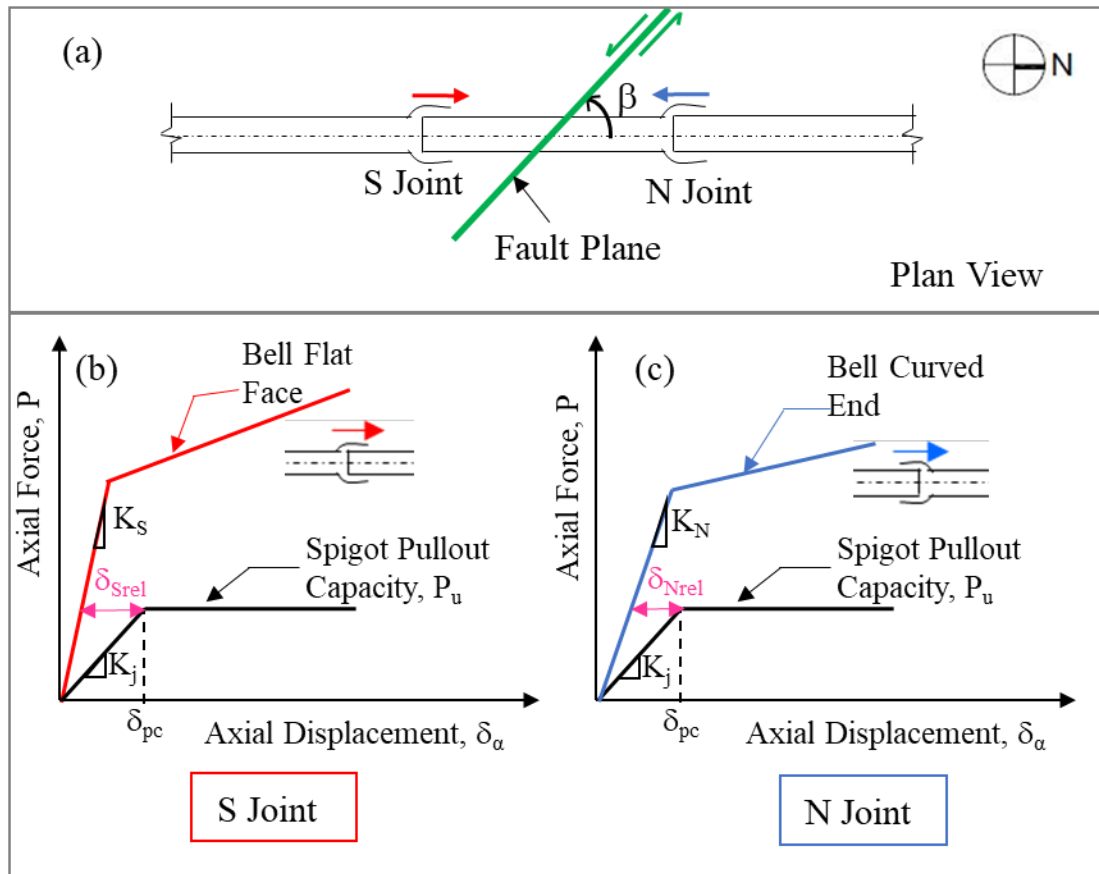 (a)
N
β
S Joint
N Joint
Fault Plane
Plan View
(b)
Bell Flat
Face
Axial Force, P
K_S
Spigot Pullout
Capacity, P_u
δ_Srel
K_j
δ_pc
Axial Displacement, δ_α
S Joint
(c)
Bell Curved
End
Axial Force, P
K_N
Spigot Pullout
Capacity, P_u
δ_Nrel
K_j
δ_pc
Axial Displacement, δ_α
N Joint